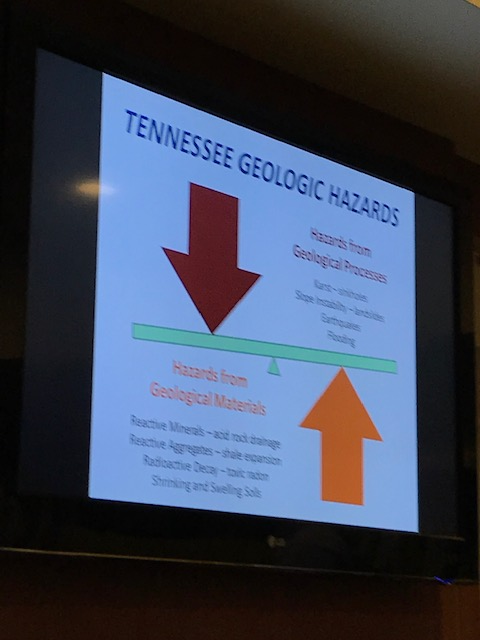 TENNESSEE GEOLOGIC HAZARDS
Hazards from
Geological Processes
Karst – sinkholes
Slope Instability – landslides
Earthquakes
Flooding
Hazards from
Geological Materials
Reactive Minerals – acid rock drainage
Reactive Aggregates – shale expansion
Radioactive Decay – toxic radon
Shrinking and Swelling Soils